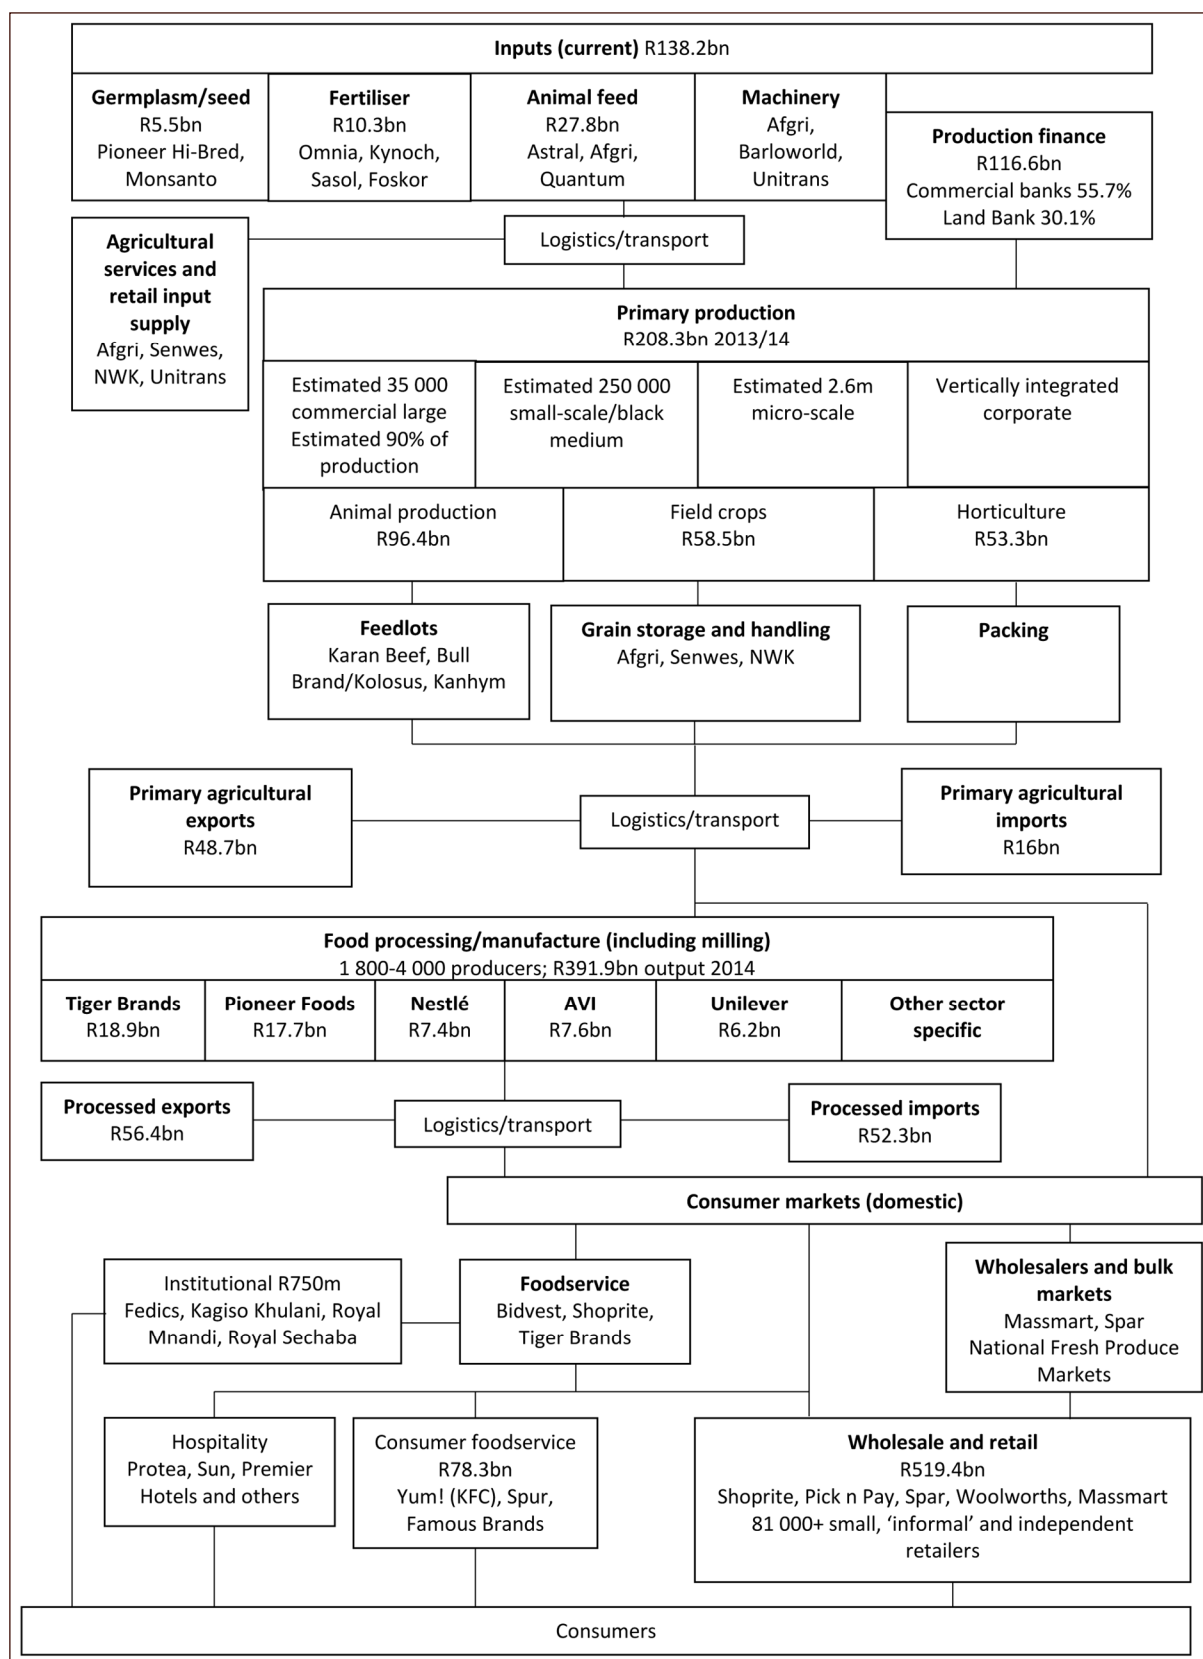 Inputs (current) R138.2bn
Germplasm/seed
R5.5bn
Pioneer Hi-Bred,
Monsanto
Fertiliser
R10.3bn
Omnia, Kynoch,
Sasol, Foskor
Animal feed
R27.8bn
Astral, Afgri,
Quantum
Machinery
Afgri,
Barloworld,
Unitrans
Production finance
R116.6bn
Commercial banks 55.7%
Land Bank 30.1%
Agricultural
services and
retail input
supply
Afgri, Senwes,
NWK, Unitrans
Logistics/transport
Primary production
R208.3bn 2013/14
Estimated 35 000
commercial large
Estimated 90% of
production
Estimated 250 000
small-scale/black
medium
Estimated 2.6m
micro-scale
Vertically integrated
corporate
Animal production
R96.4bn
Field crops
R58.5bn
Horticulture
R53.3bn
Feedlots
Karan Beef, Bull
Brand/Kolosus, Kanhym
Grain storage and handling
Afgri, Senwes, NWK
Packing
Primary agricultural
exports
R48.7bn
Logistics/transport
Primary agricultural
imports
R16bn
Food processing/manufacture (including milling)
1 800-4 000 producers; R391.9bn output 2014
Tiger Brands
R18.9bn
Pioneer Foods
R17.7bn
Nestlé
R7.4bn
AVI
R7.6bn
Unilever
R6.2bn
Other sector
specific
Processed exports
R56.4bn
Logistics/transport
Processed imports
R52.3bn
Consumer markets (domestic)
Institutional R750m
Fedics, Kagiso Khulani, Royal
Mnandi, Royal Sechaba
Foodservice
Bidvest, Shoprite,
Tiger Brands
Wholesalers and bulk
markets
Massmart, Spar
National Fresh Produce
Markets
Hospitality
Protea, Sun, Premier
Hotels and others
Consumer foodservice
R78.3bn
Yum! (KFC), Spur,
Famous Brands
Wholesale and retail
R519.4bn
Shoprite, Pick n Pay, Spar, Woolworths, Massmart
81 000+ small, ‘informal’ and independent
retailers
Consumers